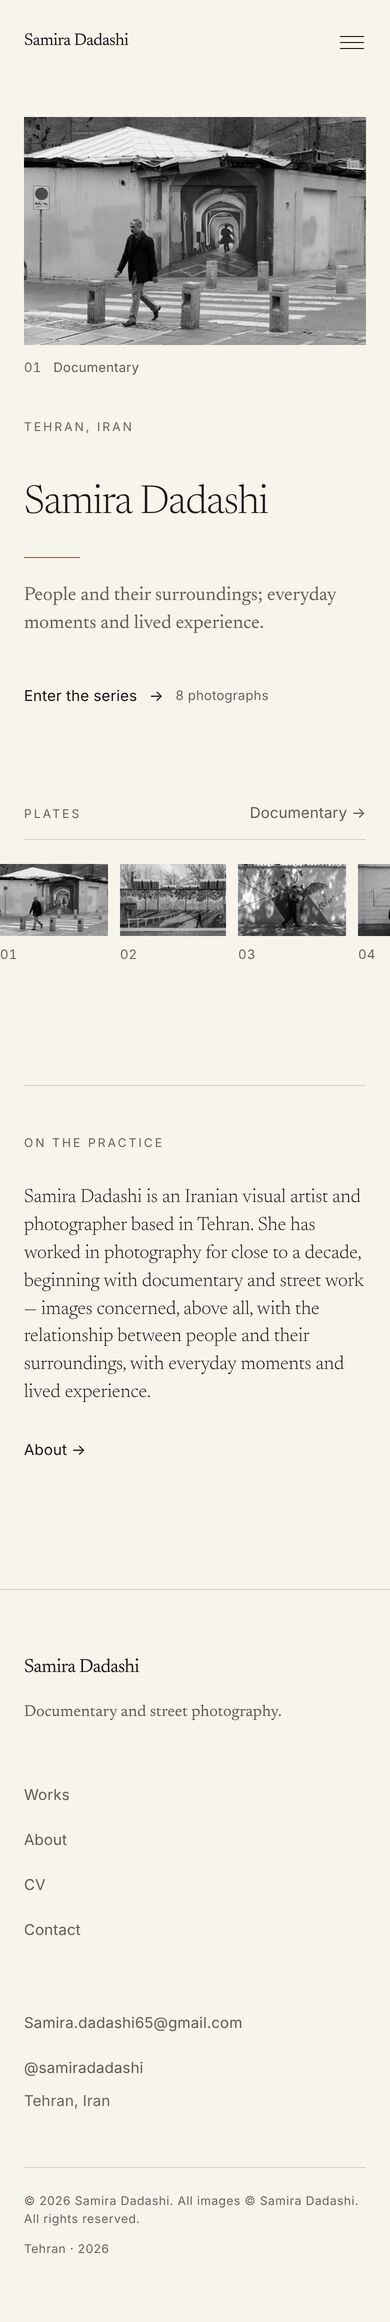 Samira Dadashi
01 Documentary
TEHRAN, IRAN
Samira Dadashi
People and their surroundings; everyday
moments and lived experience.
Enter the series → 8 photographs
PLATES Documentary →
01 02 03 04
ON THE PRACTICE
Samira Dadashi is an Iranian visual artist and
photographer based in Tehran. She has
worked in photography for close to a decade,
beginning with documentary and street work
— images concerned, above all, with the
relationship between people and their
surroundings, with everyday moments and
lived experience.
About →
Samira Dadashi
Documentary and street photography.
Works
About
CV
Contact
Samira.dadashi65@gmail.com
@samiradadashi
Tehran, Iran
© 2026 Samira Dadashi. All images © Samira Dadashi.
All rights reserved.
Tehran · 2026